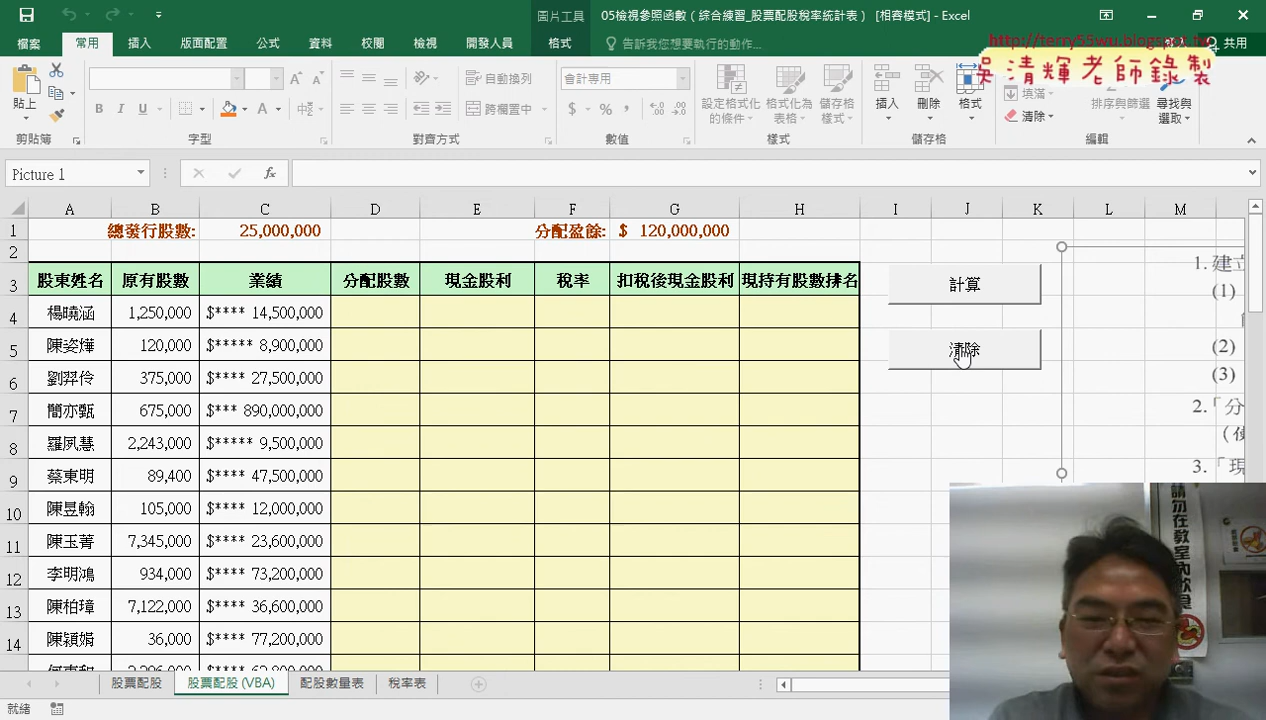 圖片工具
05檢視參照函數（綜合練習_股票配股稅率統計表） [相容模式] - Excel
檔案 常用 插入 版面配置 公式 資料 校閱 檢視 開發人員 格式 告訴我您想要執行的動作... 共用
http://terry55wu.blogspot.tw
吳清輝老師錄製
貼上
自動換列
跨欄置中
會計專用
設定格式化的條件 格式化為表格 儲存格樣式
插入 刪除 格式
填滿
清除
排序與篩選 尋找與選取
剪貼簿 字型 對齊方式 數值 樣式 儲存格 編輯
Picture 1
fx
A B C D E F G H I J K L M
1 總發行股數: 25,000,000 分配盈餘: $ 120,000,000
2
3 股東姓名 原有股數 業績 分配股數 現金股利 稅率 扣稅後現金股利 現持有股數排名
4 楊曉涵 1,250,000 $**** 14,500,000
5 陳姿燁 120,000 $***** 8,900,000
6 劉羿伶 375,000 $**** 27,500,000
7 簡亦甄 675,000 $*** 890,000,000
8 羅夙慧 2,243,000 $***** 9,500,000
9 蔡東明 89,400 $**** 47,500,000
10 陳昱翰 105,000 $**** 12,000,000
11 陳玉菁 7,345,000 $**** 23,600,000
12 李明鴻 934,000 $**** 73,200,000
13 陳柏璋 7,122,000 $**** 36,600,000
14 陳潁娟 36,000 $**** 77,200,000
計算
清除
1. 建立
(1)
(2)
(3)
2.「分
3.「現
請勿在教室內飲
股票配股 股票配股 (VBA) 配股數量表 稅率表
就緒